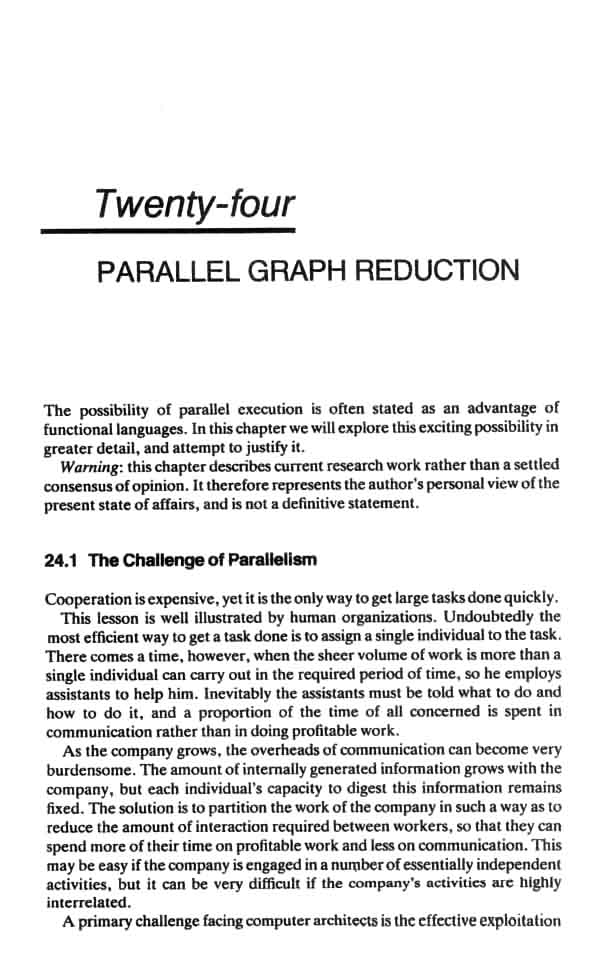 Twenty-four
PARALLEL GRAPH REDUCTION
The possibility of parallel execution is often stated as an advantage of
functional languages. In this chapter we will explore this exciting possibility in
greater detail, and attempt to justify it.
Warning: this chapter describes current research work rather than a settled
consensus of opinion. It therefore represents the author's personal view of the
present state of affairs, and is not a definitive statement.
24.1 The Challenge of Parallelism
Cooperation is expensive, yet it is the only way to get large tasks done quickly.
This lesson is well illustrated by human organizations. Undoubtedly the
most efficient way to get a task done is to assign a single individual to the task.
There comes a time, however, when the sheer volume of work is more than a
single individual can carry out in the required period of time, so he employs
assistants to help him. Inevitably the assistants must be told what to do and
how to do it, and a proportion of the time of all concerned is spent in
communication rather than in doing profitable work.
As the company grows, the overheads of communication can become very
burdensome. The amount of internally generated information grows with the
company, but each individual's capacity to digest this information remains
fixed. The solution is to partition the work of the company in such a way as to
reduce the amount of interaction required between workers, so that they can
spend more of their time on profitable work and less on communication. This
may be easy if the company is engaged in a number of essentially independent
activities, but it can be very difficult if the company's activities are highly
interrelated.
A primary challenge facing computer architects is the effective exploitation